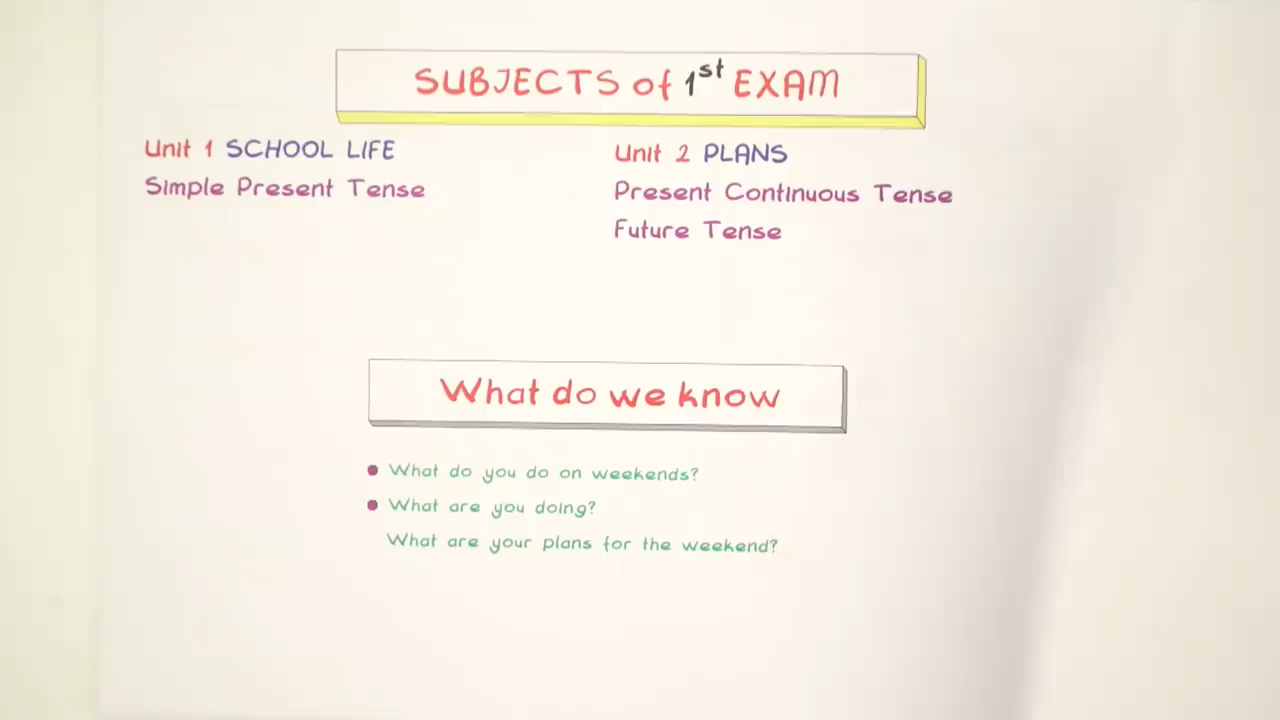 SUBJECTS of 1st EXAM
Unit 1 SCHOOL LIFE
Simple Present Tense
Unit 2 PLANS
Present Continuous Tense
Future Tense
What do we know
• What do you do on weekends?
• What are you doing?
What are your plans for the weekend?